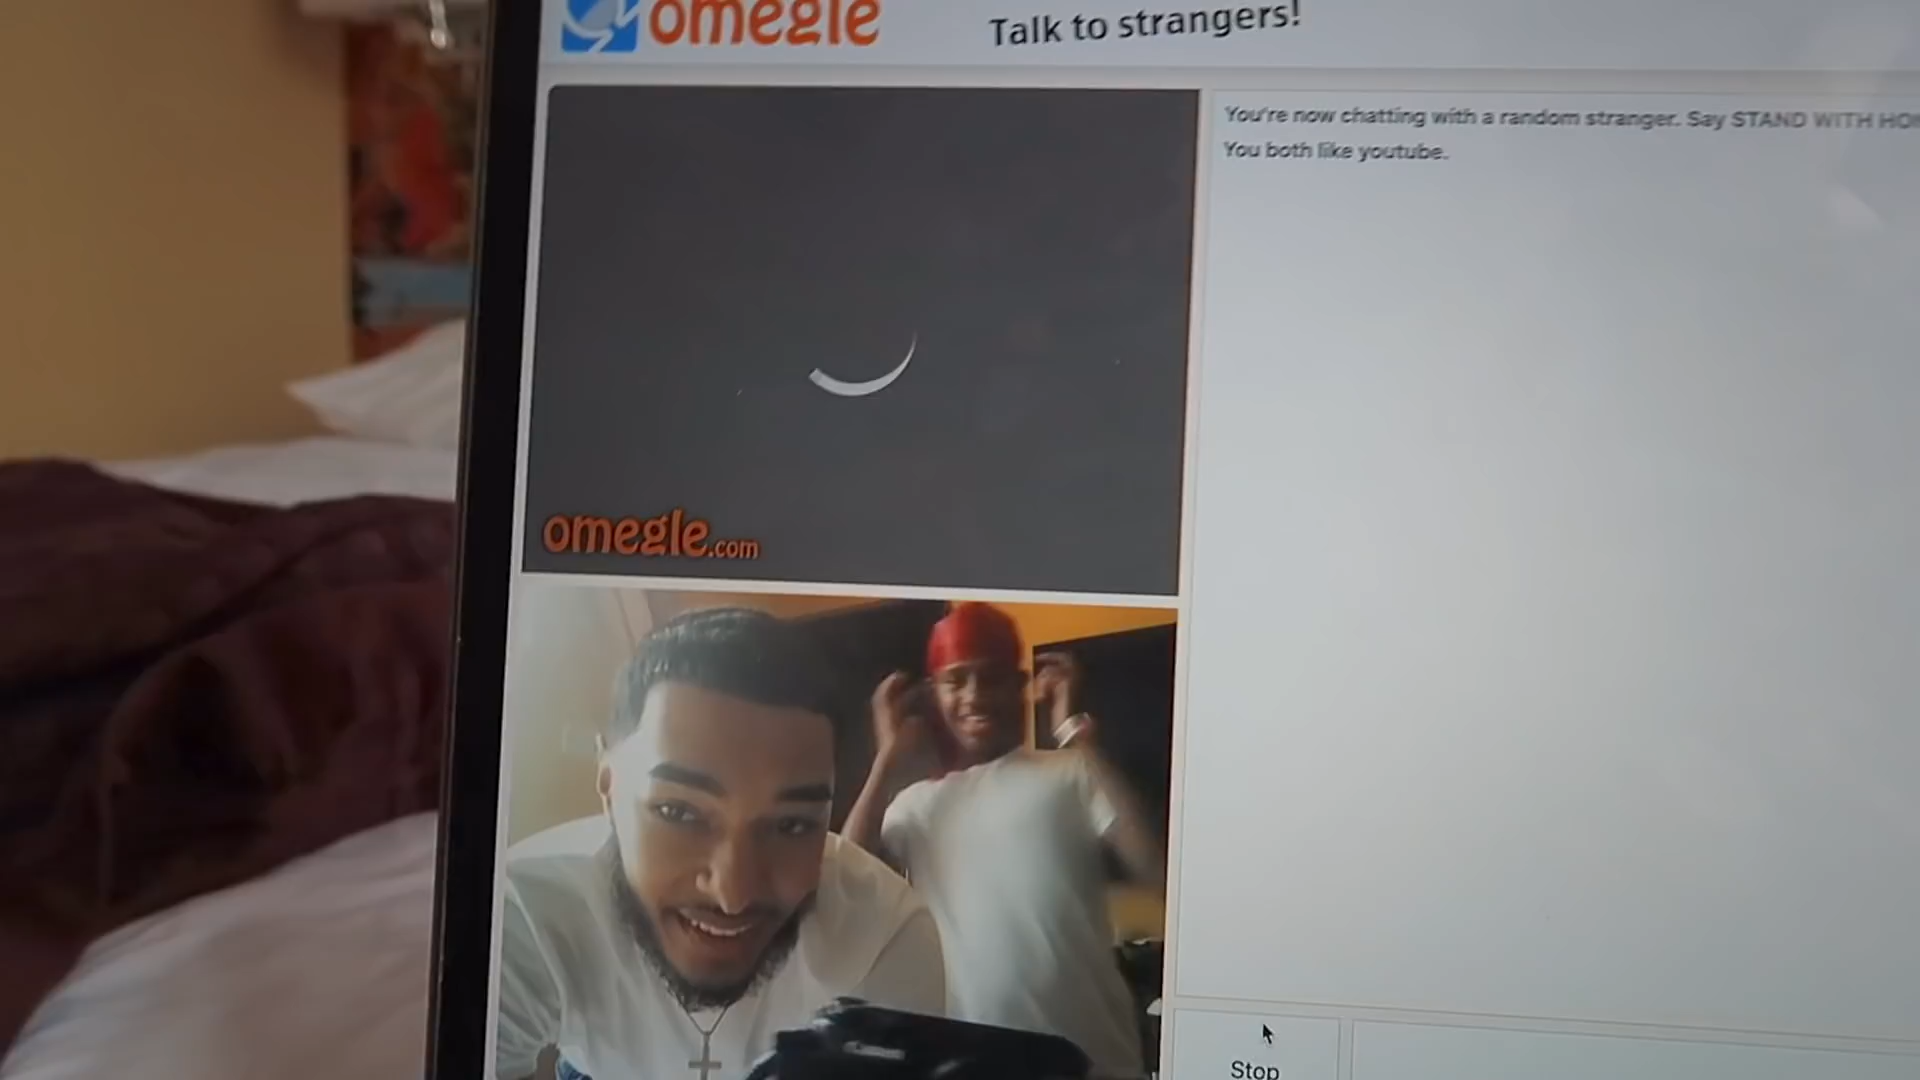 omegle
Talk to strangers!
You're now chatting with a random stranger. Say STAND WITH HON
You both like youtube.
omegle.com
Stop